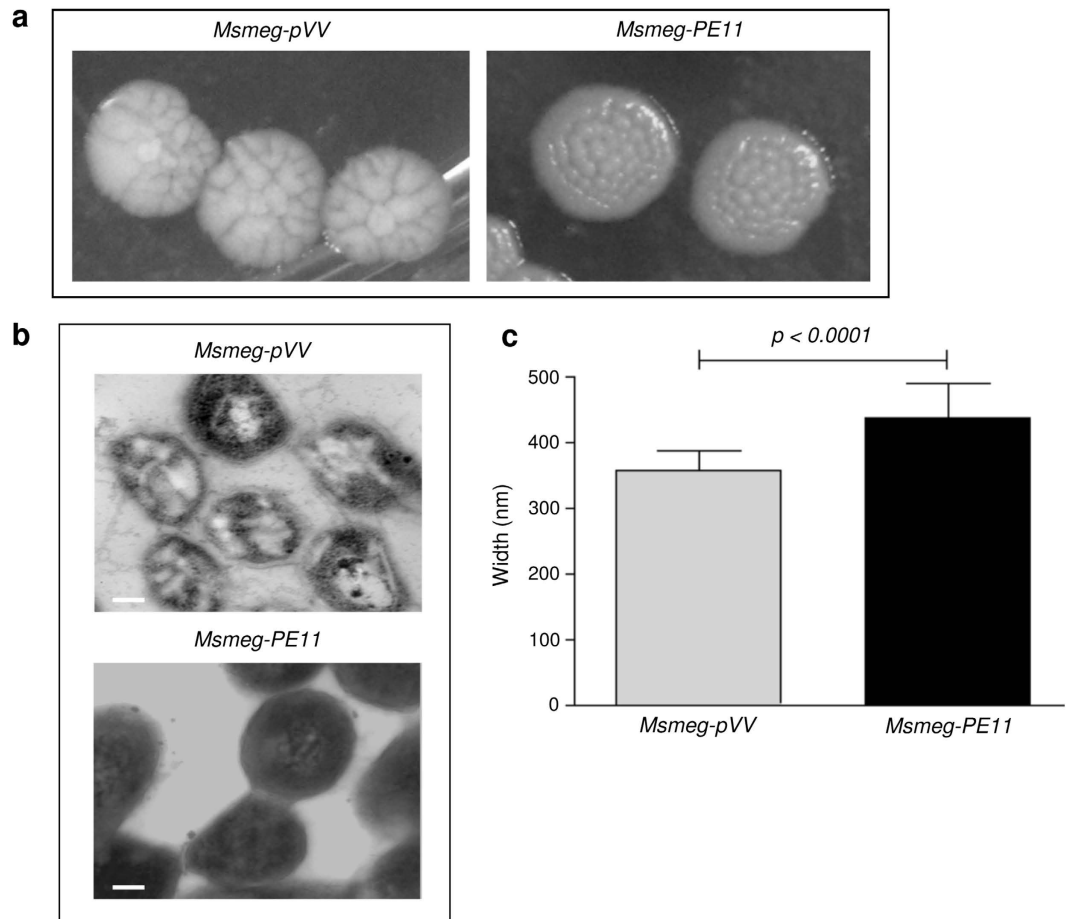 a
Msmeg-pVV
Msmeg-PE11
b
Msmeg-pVV
Msmeg-PE11
c
p < 0.0001
Width (nm)
500
400
300
200
100
0
Msmeg-pVV
Msmeg-PE11